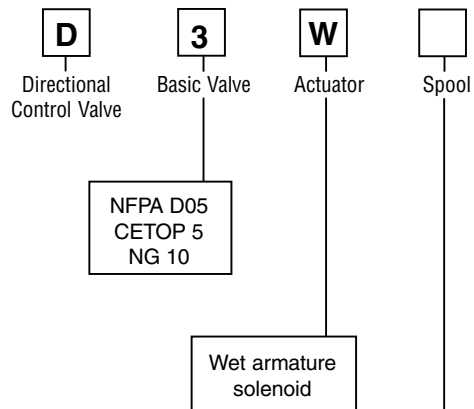 D 3 W
Directional Control Valve
Basic Valve
Actuator
Spool
NFPA D05
CETOP 5
NG 10
Wet armature
solenoid